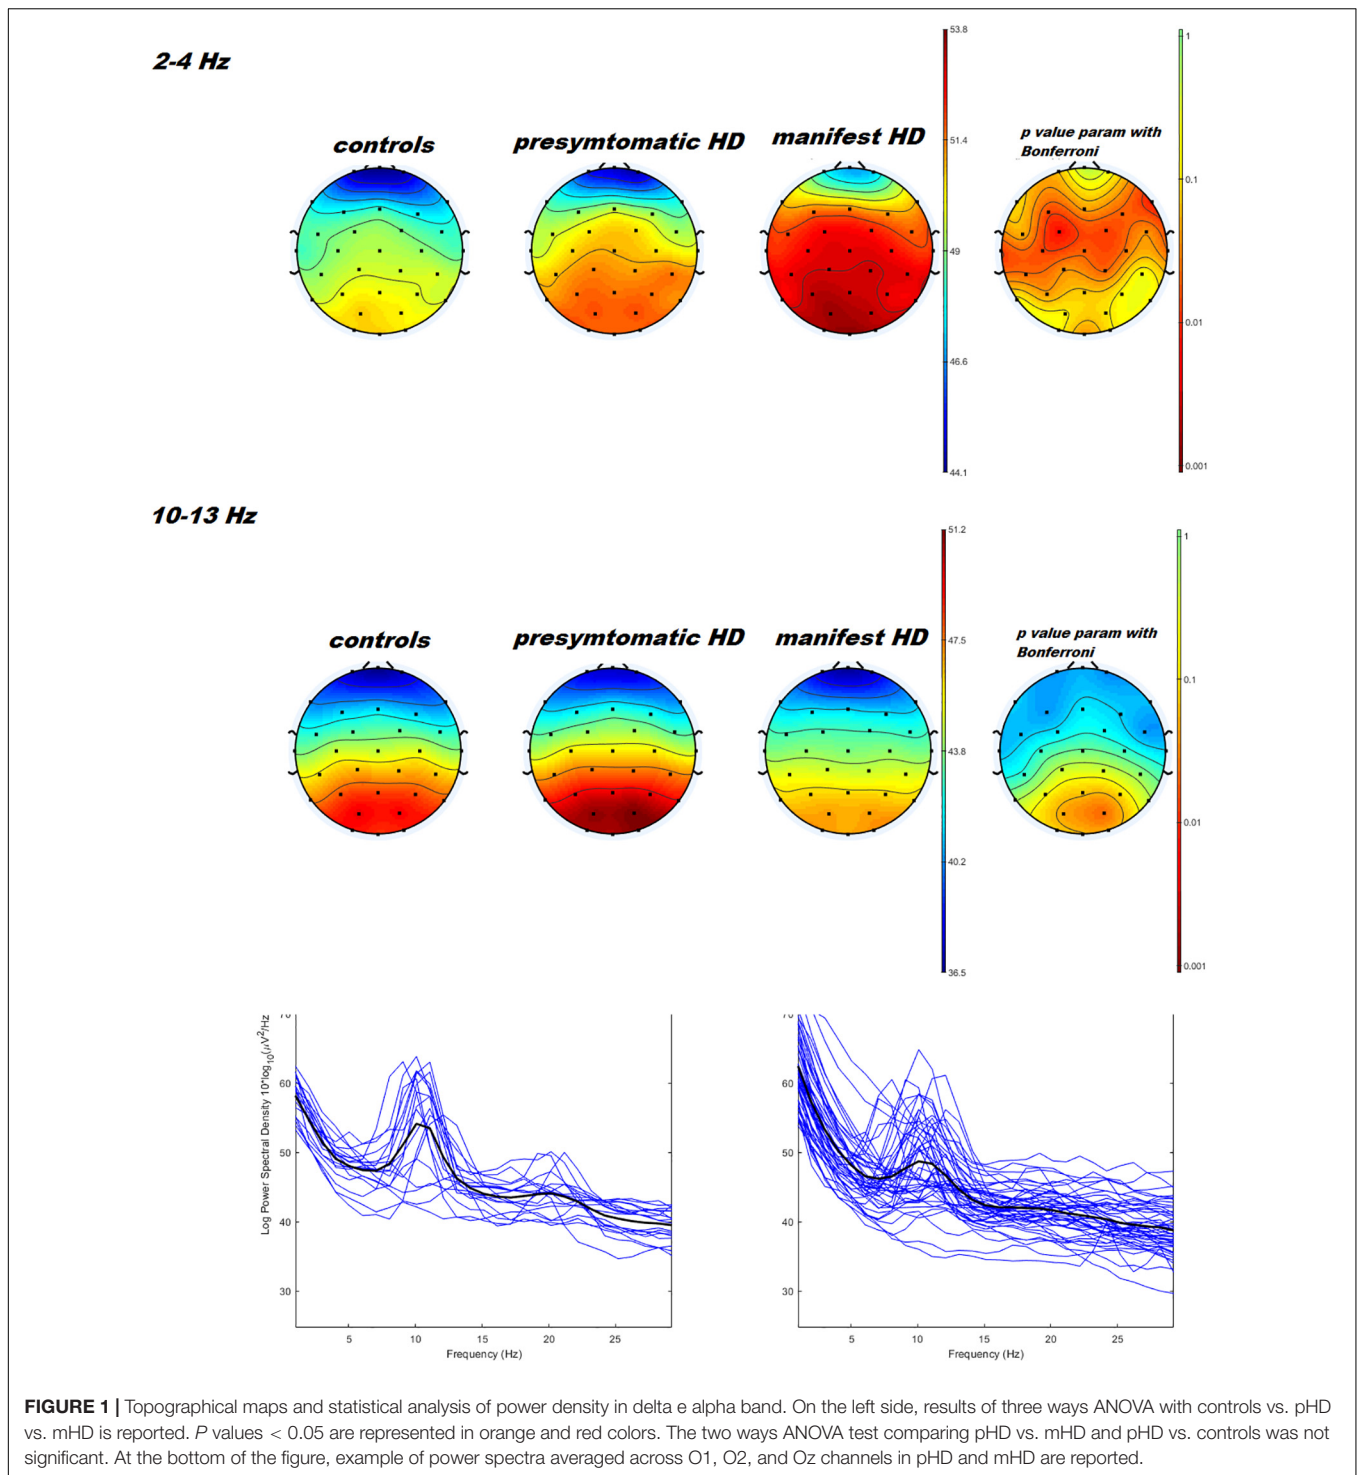 2-4 Hz
controls
presymtomatic HD
manifest HD
p value param with
Bonferroni
53.8
51.4
49
46.6
44.1
1
0.1
0.01
0.001
10-13 Hz
controls
presymtomatic HD
manifest HD
p value param with
Bonferroni
51.2
47.5
43.8
40.2
36.5
1
0.1
0.01
0.001
Log Power Spectral Density 10*log10(μV2/Hz
70
60
50
40
30
5 10 15 20 25
Frequency (Hz)
70
60
50
40
30
5 10 15 20 25
Frequency (Hz)
FIGURE 1 | Topographical maps and statistical analysis of power density in delta e alpha band. On the left side, results of three ways ANOVA with controls vs. pHD
vs. mHD is reported. P values < 0.05 are represented in orange and red colors. The two ways ANOVA test comparing pHD vs. mHD and pHD vs. controls was not
significant. At the bottom of the figure, example of power spectra averaged across O1, O2, and Oz channels in pHD and mHD are reported.